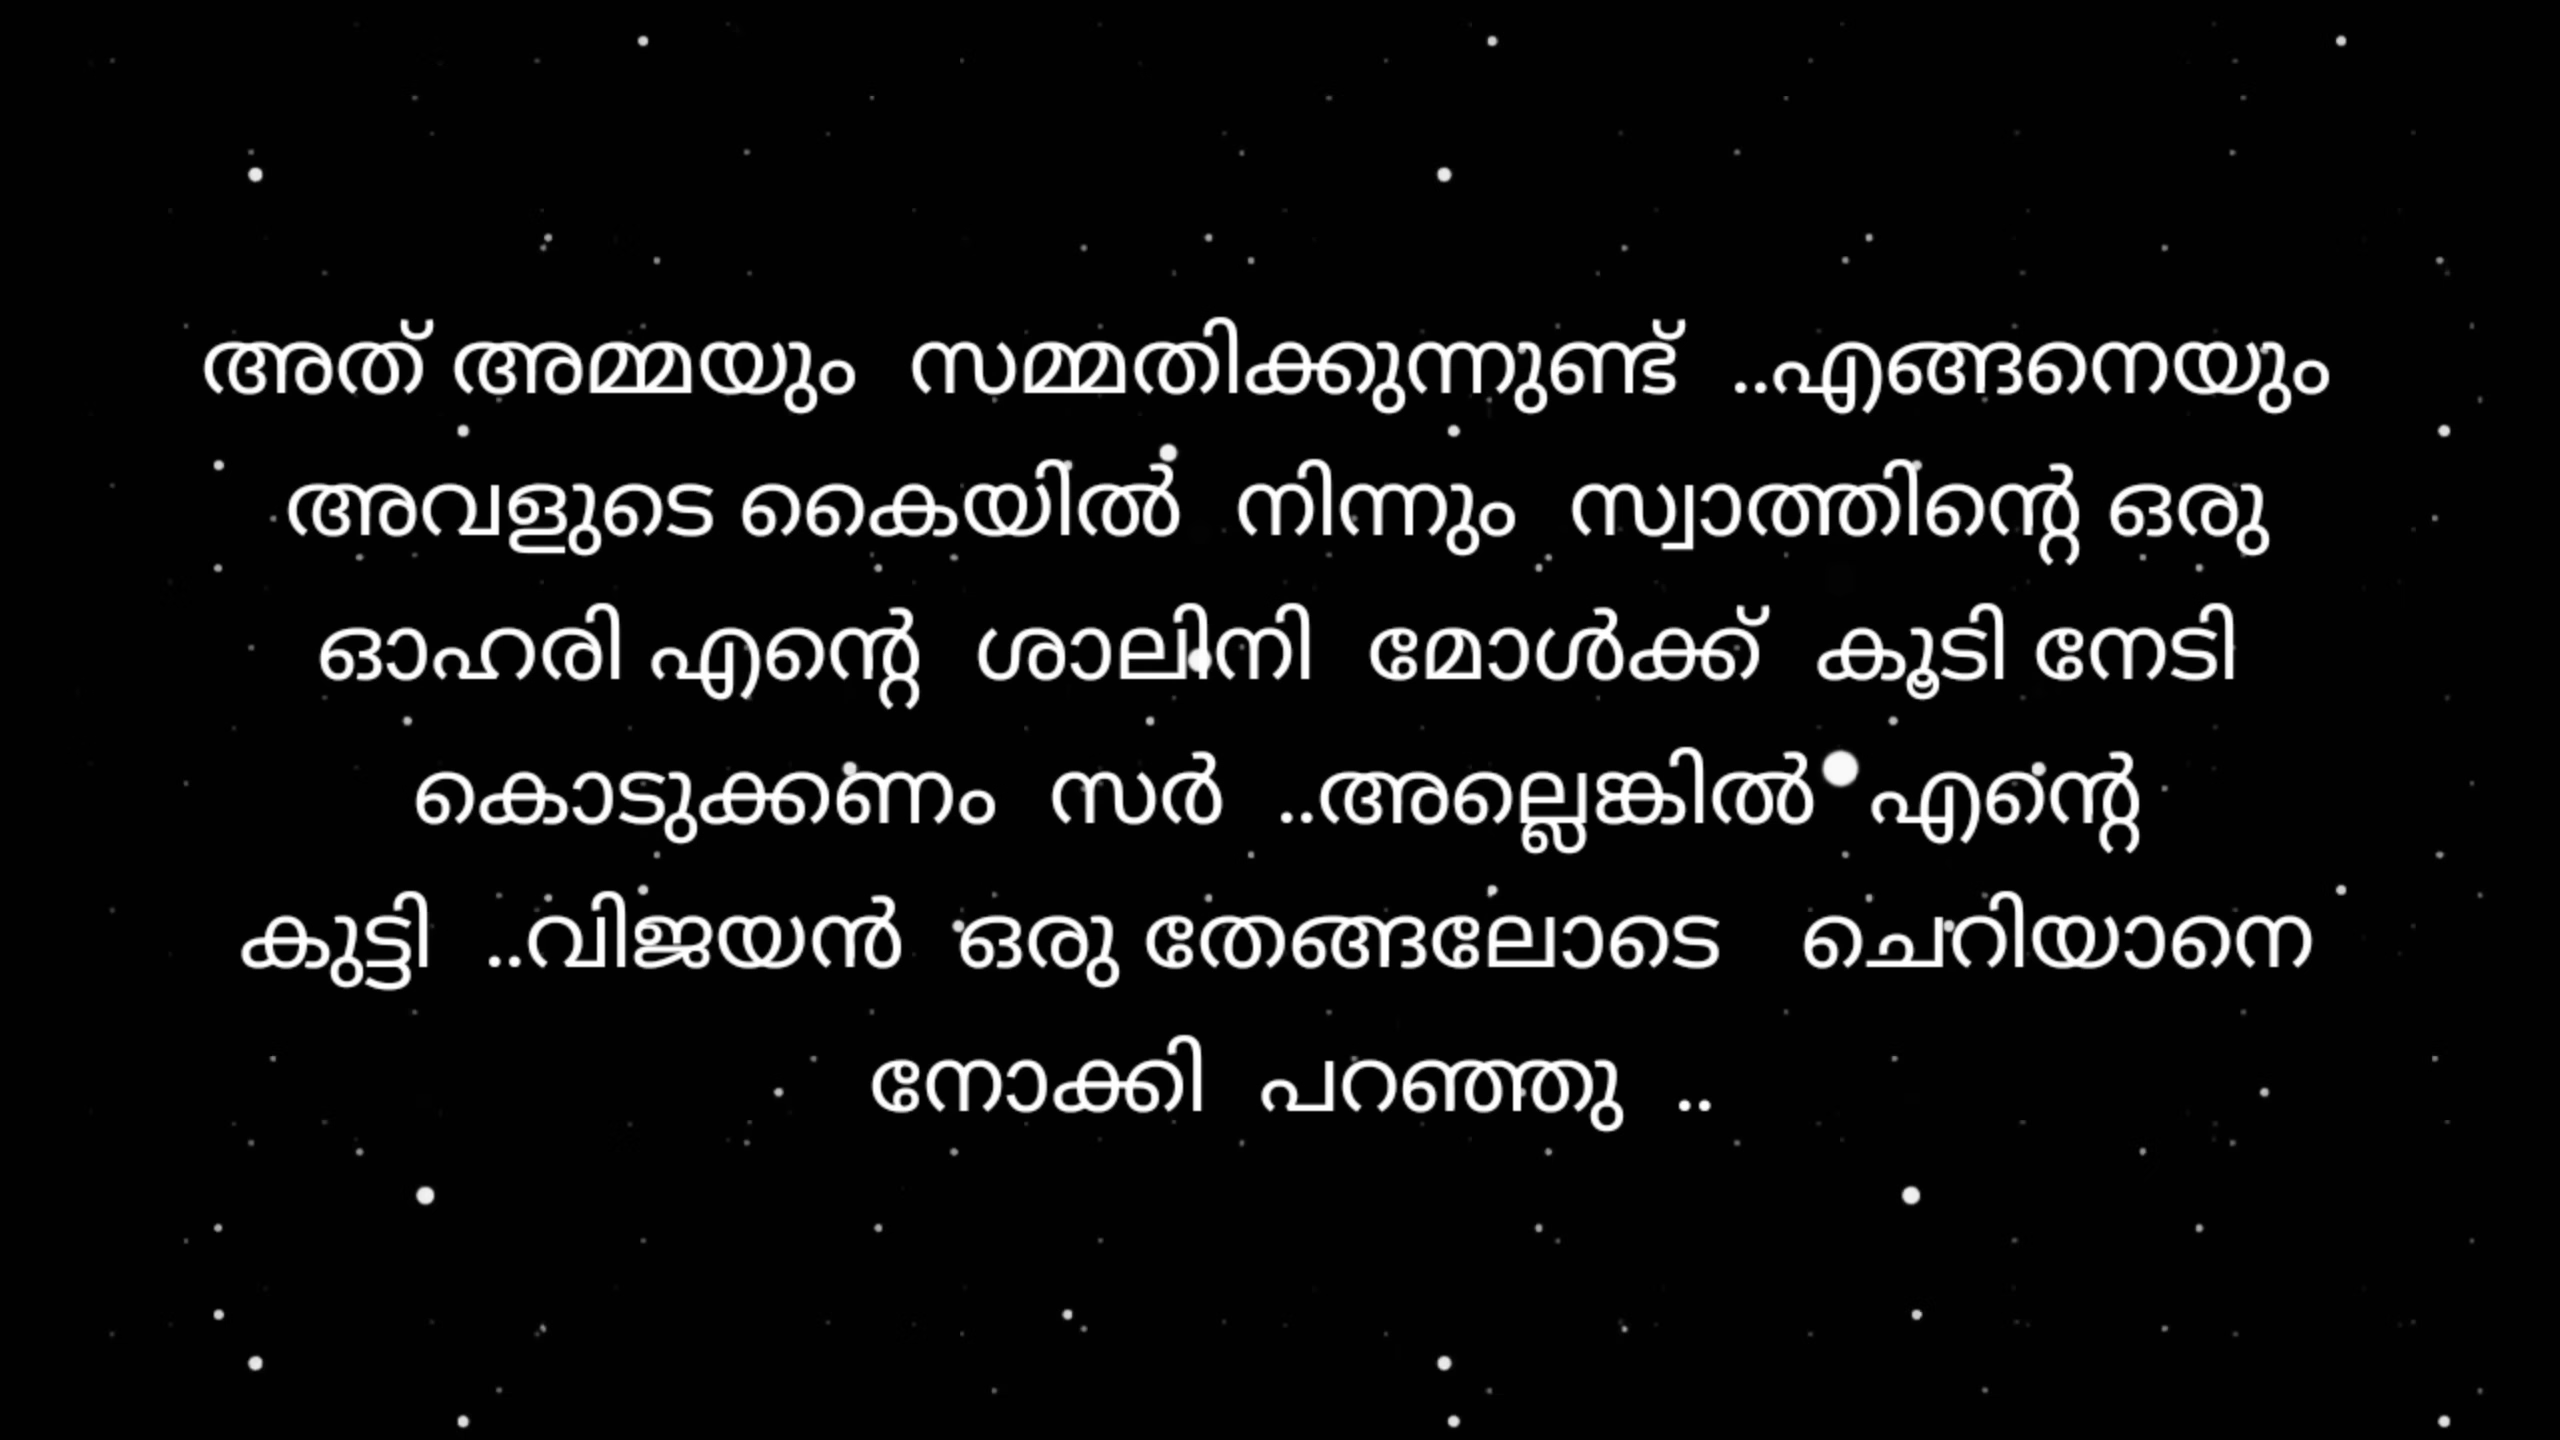 അത് അമ്മയും സമ്മതിക്കുന്നുണ്ട് ..എങ്ങനെയും
അവളുടെ കൈയിൽ നിന്നും സ്വാത്തിന്റെ ഒരു
ഓഹരി എന്റെ ശാലിനി മോൾക്ക് കൂടി നേടി
കൊടുക്കണം സർ ..അല്ലെങ്കിൽ എന്റെ
കുട്ടി ..വിജയൻ ഒരു തേങ്ങലോടെ ചെറിയാനെ
നോക്കി പറഞ്ഞു ..